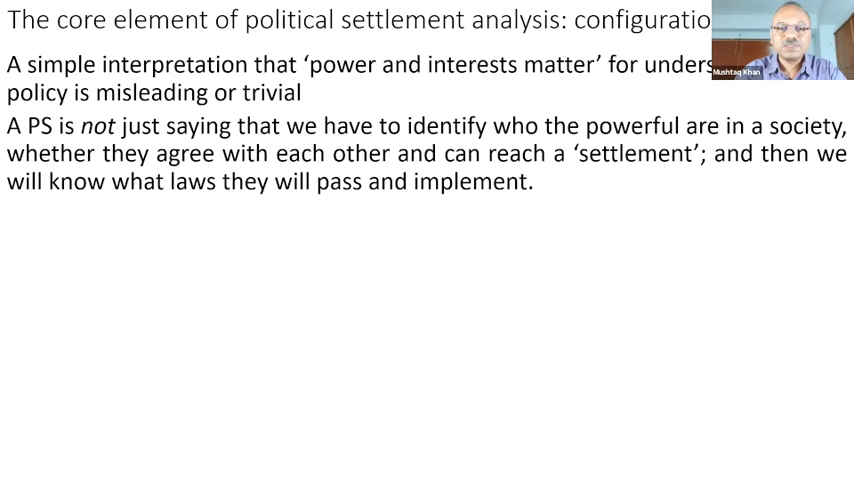 The core element of political settlement analysis: configuratio
A simple interpretation that ‘power and interests matter’ for unders
policy is misleading or trivial
A PS is not just saying that we have to identify who the powerful are in a society,
whether they agree with each other and can reach a ‘settlement’; and then we
will know what laws they will pass and implement.
Mushtaq Khan